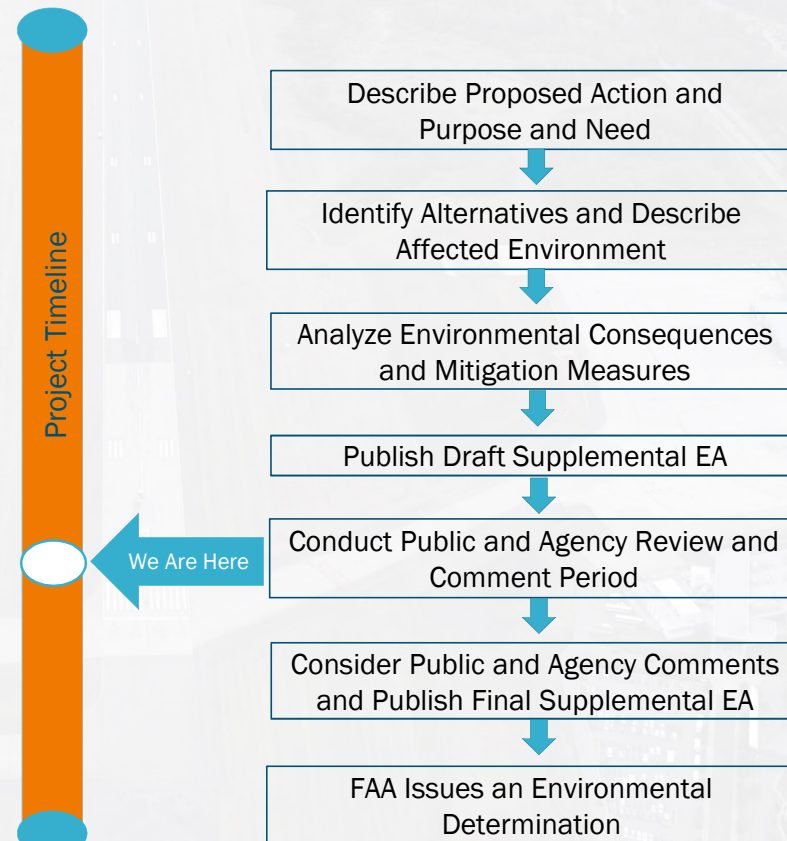 Project Timeline
Describe Proposed Action and
Purpose and Need
Identify Alternatives and Describe
Affected Environment
Analyze Environmental Consequences
and Mitigation Measures
Publish Draft Supplemental EA
We Are Here
Conduct Public and Agency Review and
Comment Period
Consider Public and Agency Comments
and Publish Final Supplemental EA
FAA Issues an Environmental
Determination